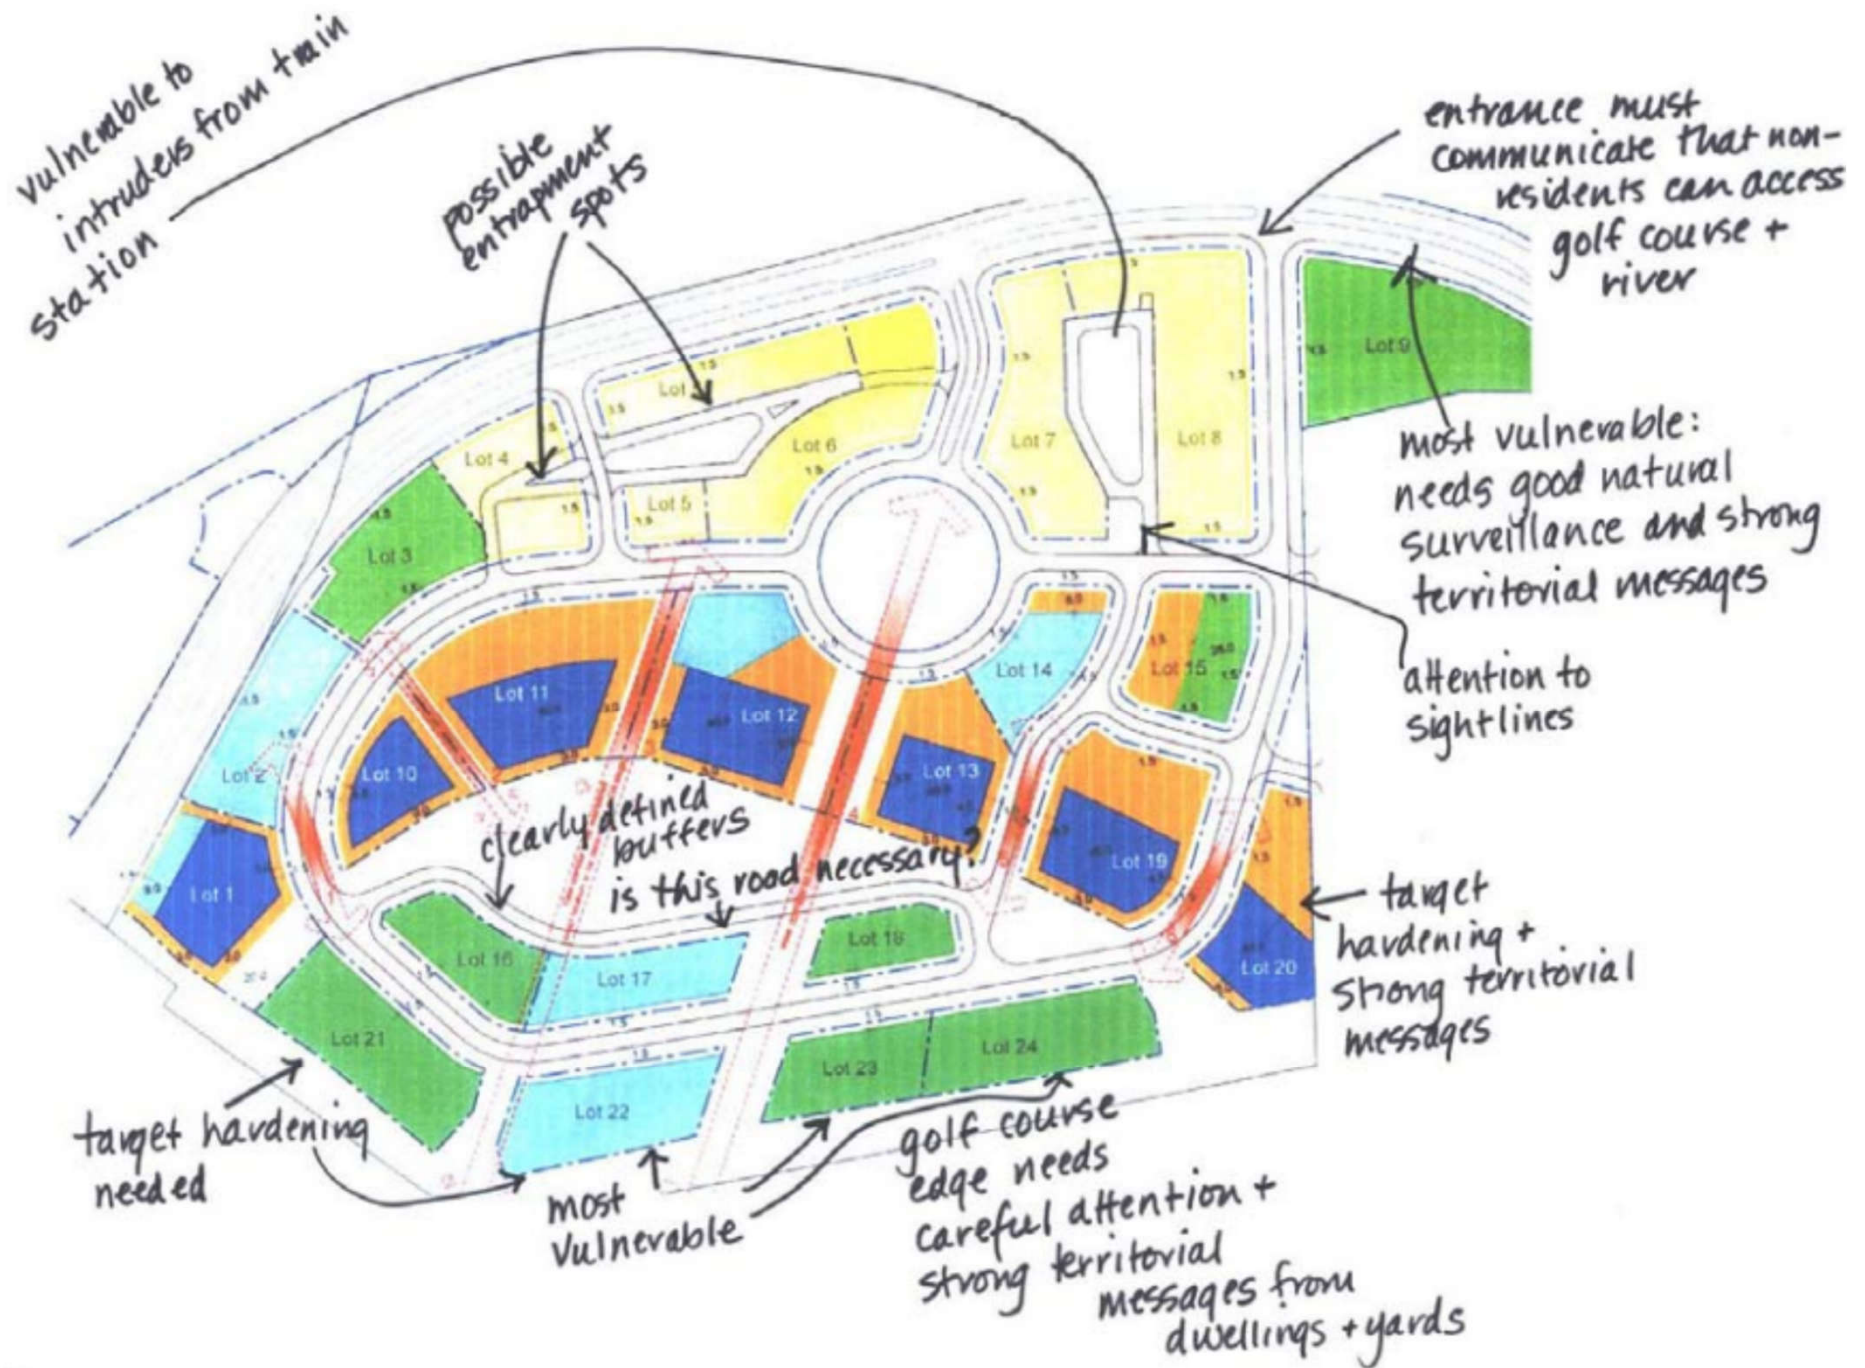 vulnerable to
intruders from train
station
possible
entrapment
spots
entrance must
communicate that non-
residents can access
golf course +
river
most vulnerable:
needs good natural
surveillance and strong
territorial messages
attention to
sightlines
clearly defined
buffers
is this road necessary?
target
hardening +
strong territorial
messages
target hardening
needed
most
vulnerable
golf course
edge needs
careful attention +
strong territorial
messages from
dwellings + yards
Lot 9
Lot
Lot 4
Lot 6
Lot 7
Lot 8
Lot 5
Lot 3
Lot 14
Lot 15
Lot 11
Lot 12
Lot 2
Lot 10
Lot 13
Lot 19
Lot 1
Lot 16
Lot 17
Lot 18
Lot 20
Lot 21
Lot 22
Lot 23
Lot 24